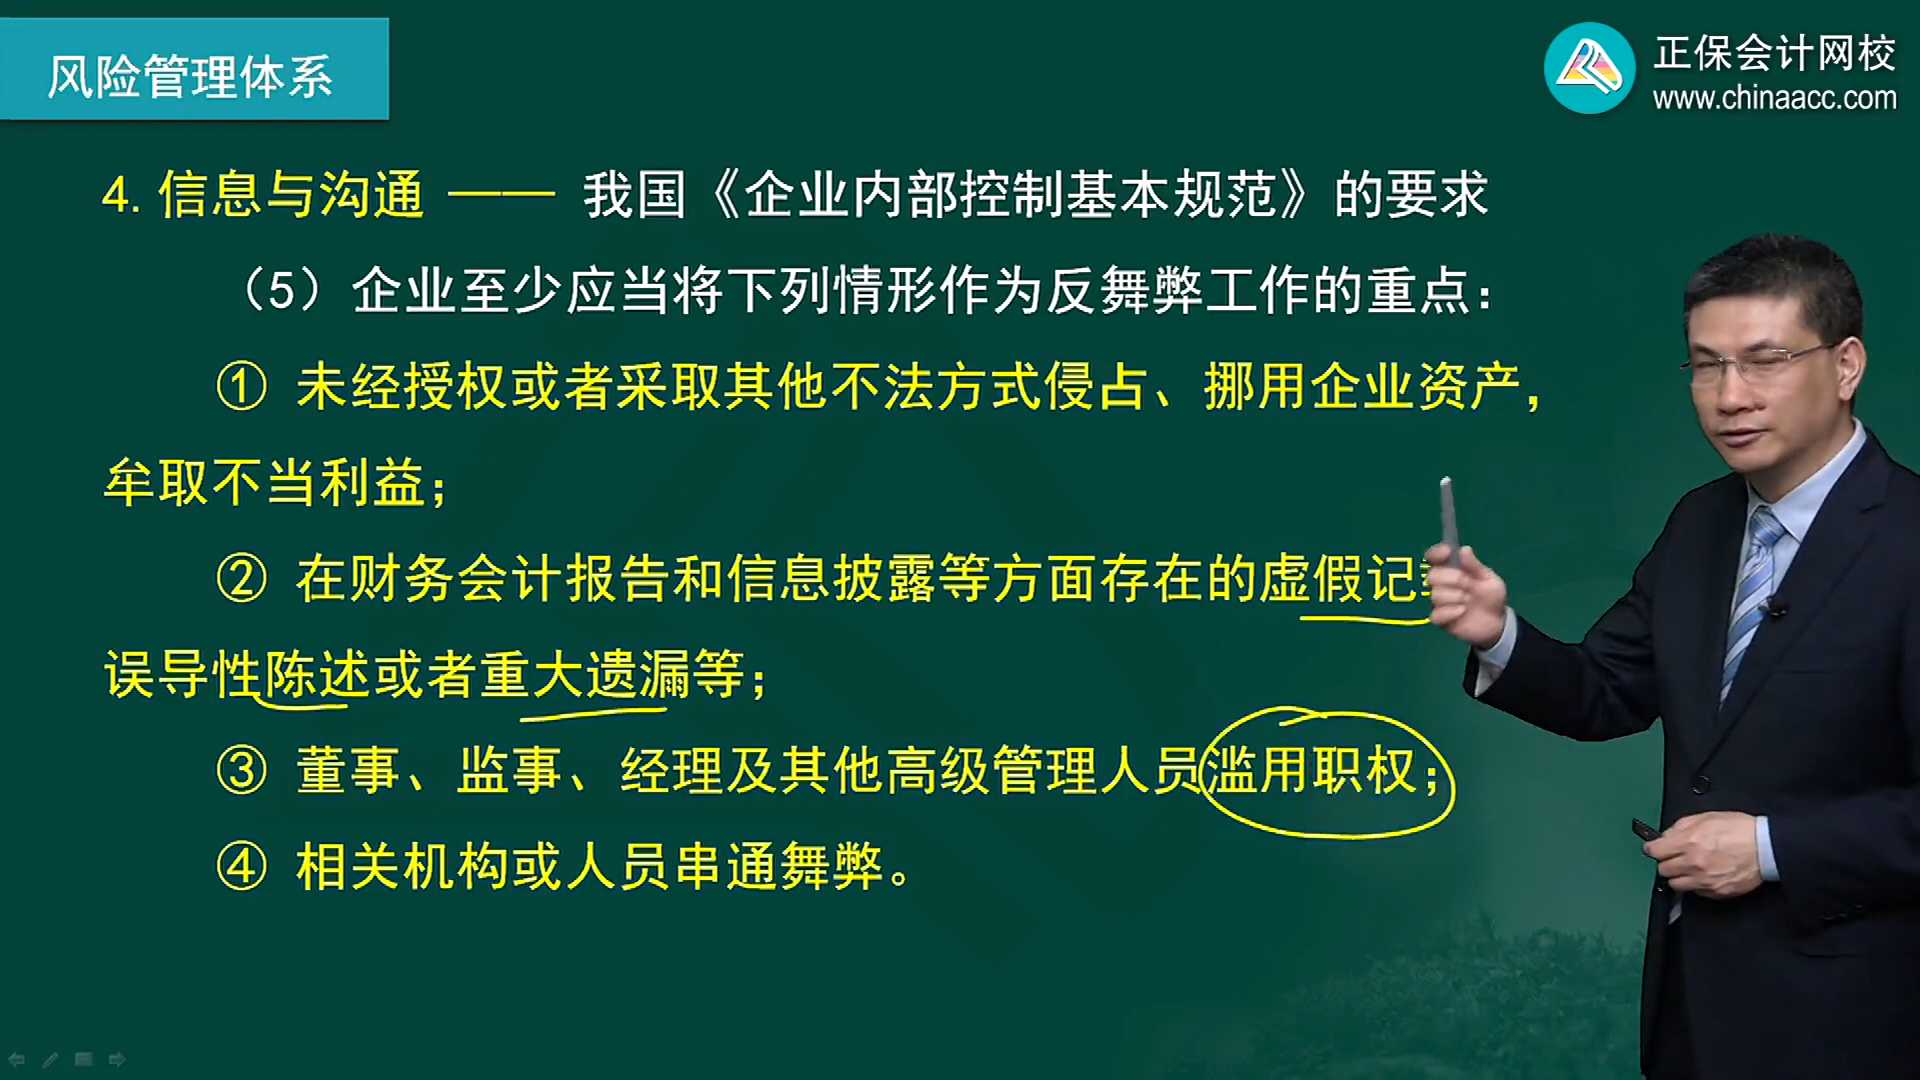 风险管理体系
正保会计网校
www.chinaacc.com
4. 信息与沟通 —— 我国《企业内部控制基本规范》的要求
（5）企业至少应当将下列情形作为反舞弊工作的重点：
① 未经授权或者采取其他不法方式侵占、挪用企业资产，
牟取不当利益；
② 在财务会计报告和信息披露等方面存在的虚假记
误导性陈述或者重大遗漏等；
③ 董事、监事、经理及其他高级管理人员滥用职权；
④ 相关机构或人员串通舞弊。